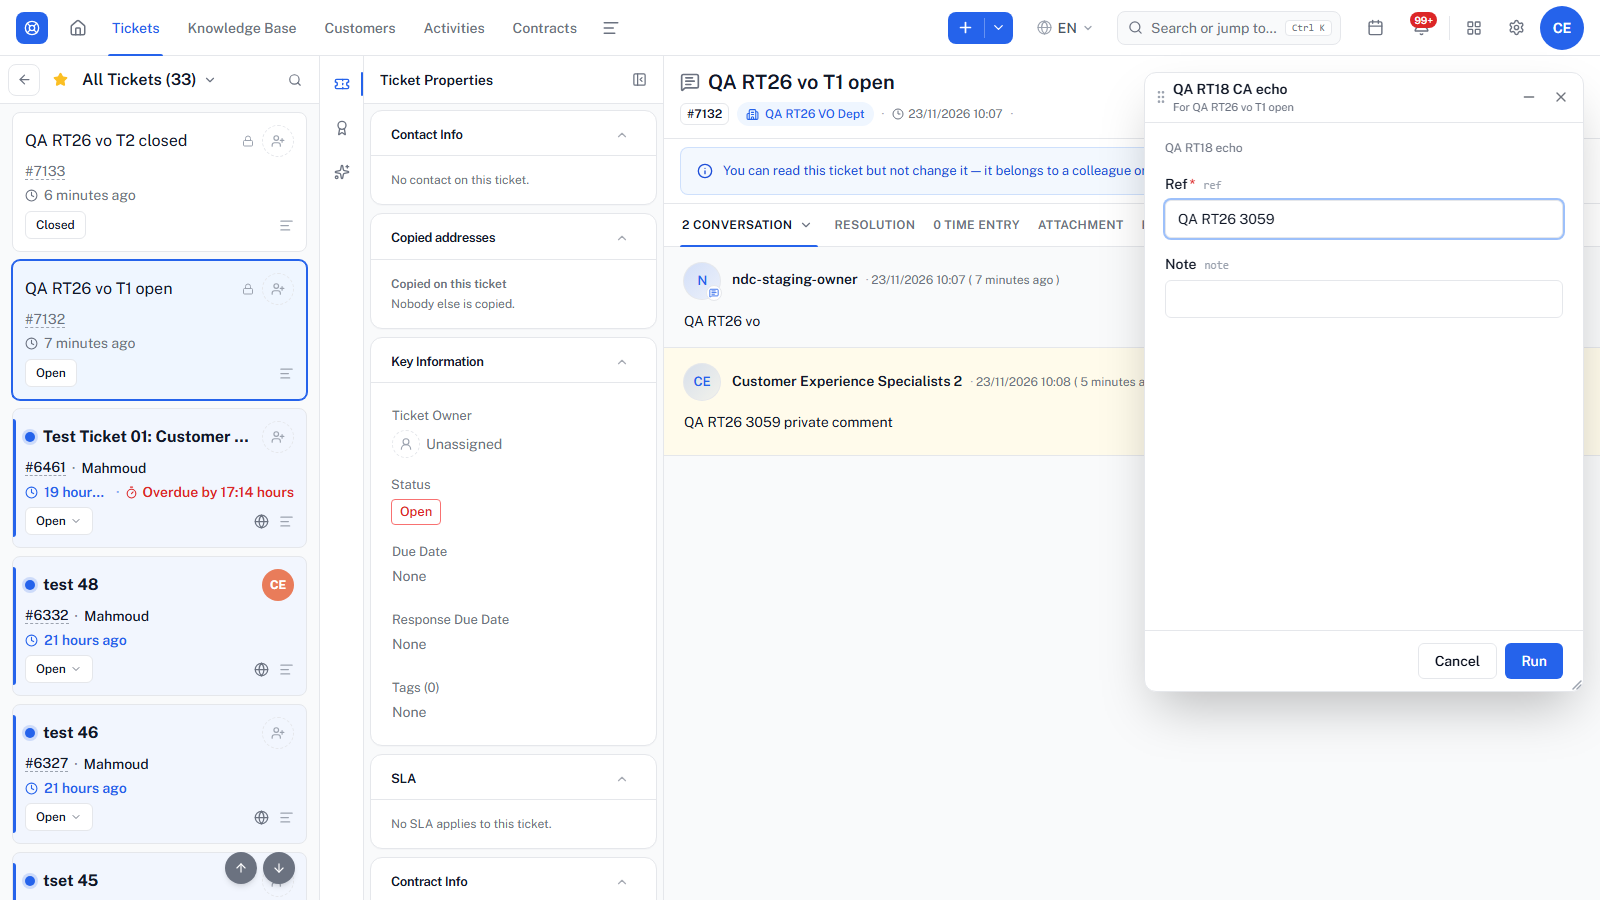 Tickets
Knowledge Base
Customers
Activities
Contracts
EN
Search or jump to...
Ctrl K
99+
CE
All Tickets (33)
QA RT26 vo T2 closed
#7133
6 minutes ago
Closed
QA RT26 vo T1 open
#7132
7 minutes ago
Open
Test Ticket 01: Customer ...
#6461 · Mahmoud
19 hour... · Overdue by 17:14 hours
Open
test 48
CE
#6332 · Mahmoud
21 hours ago
Open
test 46
#6327 · Mahmoud
21 hours ago
Open
tset 45
Ticket Properties
Contact Info
No contact on this ticket.
Copied addresses
Copied on this ticket
Nobody else is copied.
Key Information
Ticket Owner
Unassigned
Status
Open
Due Date
None
Response Due Date
None
Tags (0)
None
SLA
No SLA applies to this ticket.
Contract Info
QA RT26 vo T1 open
#7132 QA RT26 VO Dept · 23/11/2026 10:07 ·
You can read this ticket but not change it — it belongs to a colleague
2 CONVERSATION
RESOLUTION
0 TIME ENTRY
ATTACHMENT
N
ndc-staging-owner · 23/11/2026 10:07 ( 7 minutes ago )
QA RT26 vo
CE
Customer Experience Specialists 2 · 23/11/2026 10:08 ( 5 minutes a
QA RT26 3059 private comment
QA RT18 CA echo
For QA RT26 vo T1 open
QA RT18 echo
Ref* ref
QA RT26 3059
Note note
Cancel
Run